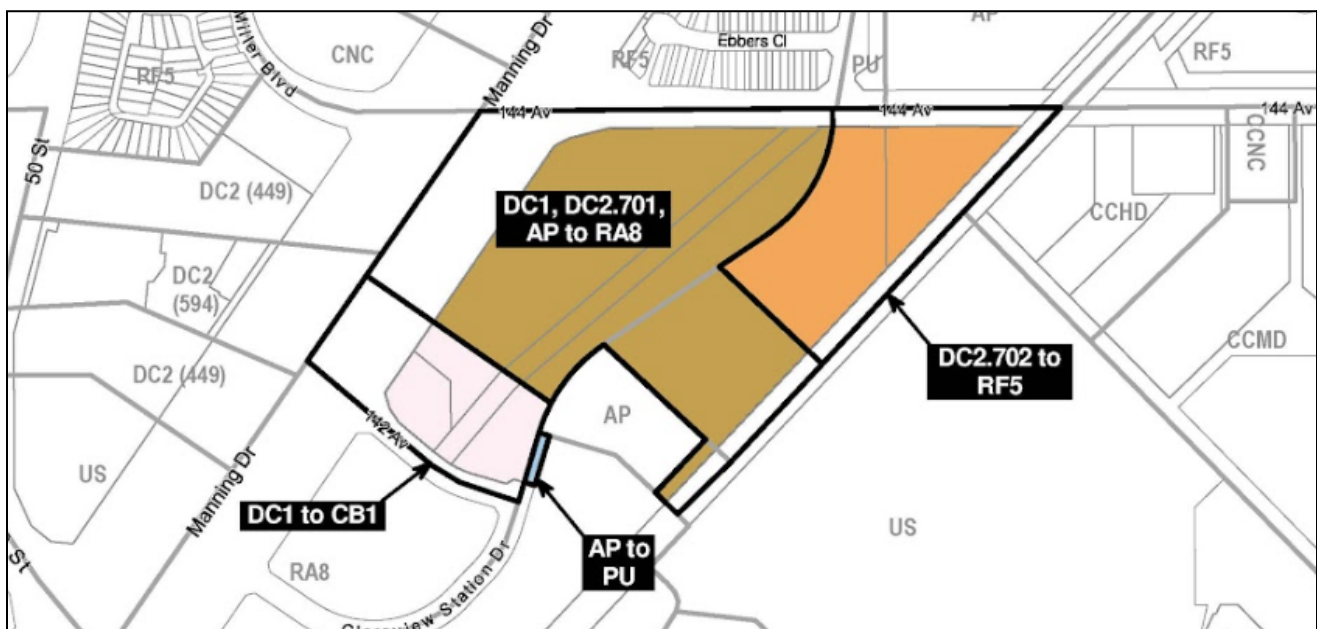 AP
Ebbers Cl
RF5
PU
RF5
Miller Blvd
CNC
Manning Dr
RF5
144 Av
144 Av
144 Av
50 St
CCNC
DC2 (449)
DC1, DC2.701,
AP to RA8
CCHD
DC2
(594)
CCMD
DC2 (449)
DC2.702 to
RF5
AP
142 Av
US
Manning Dr
DC1 to CB1
US
AP to
PU
St
RA8
Station Dr